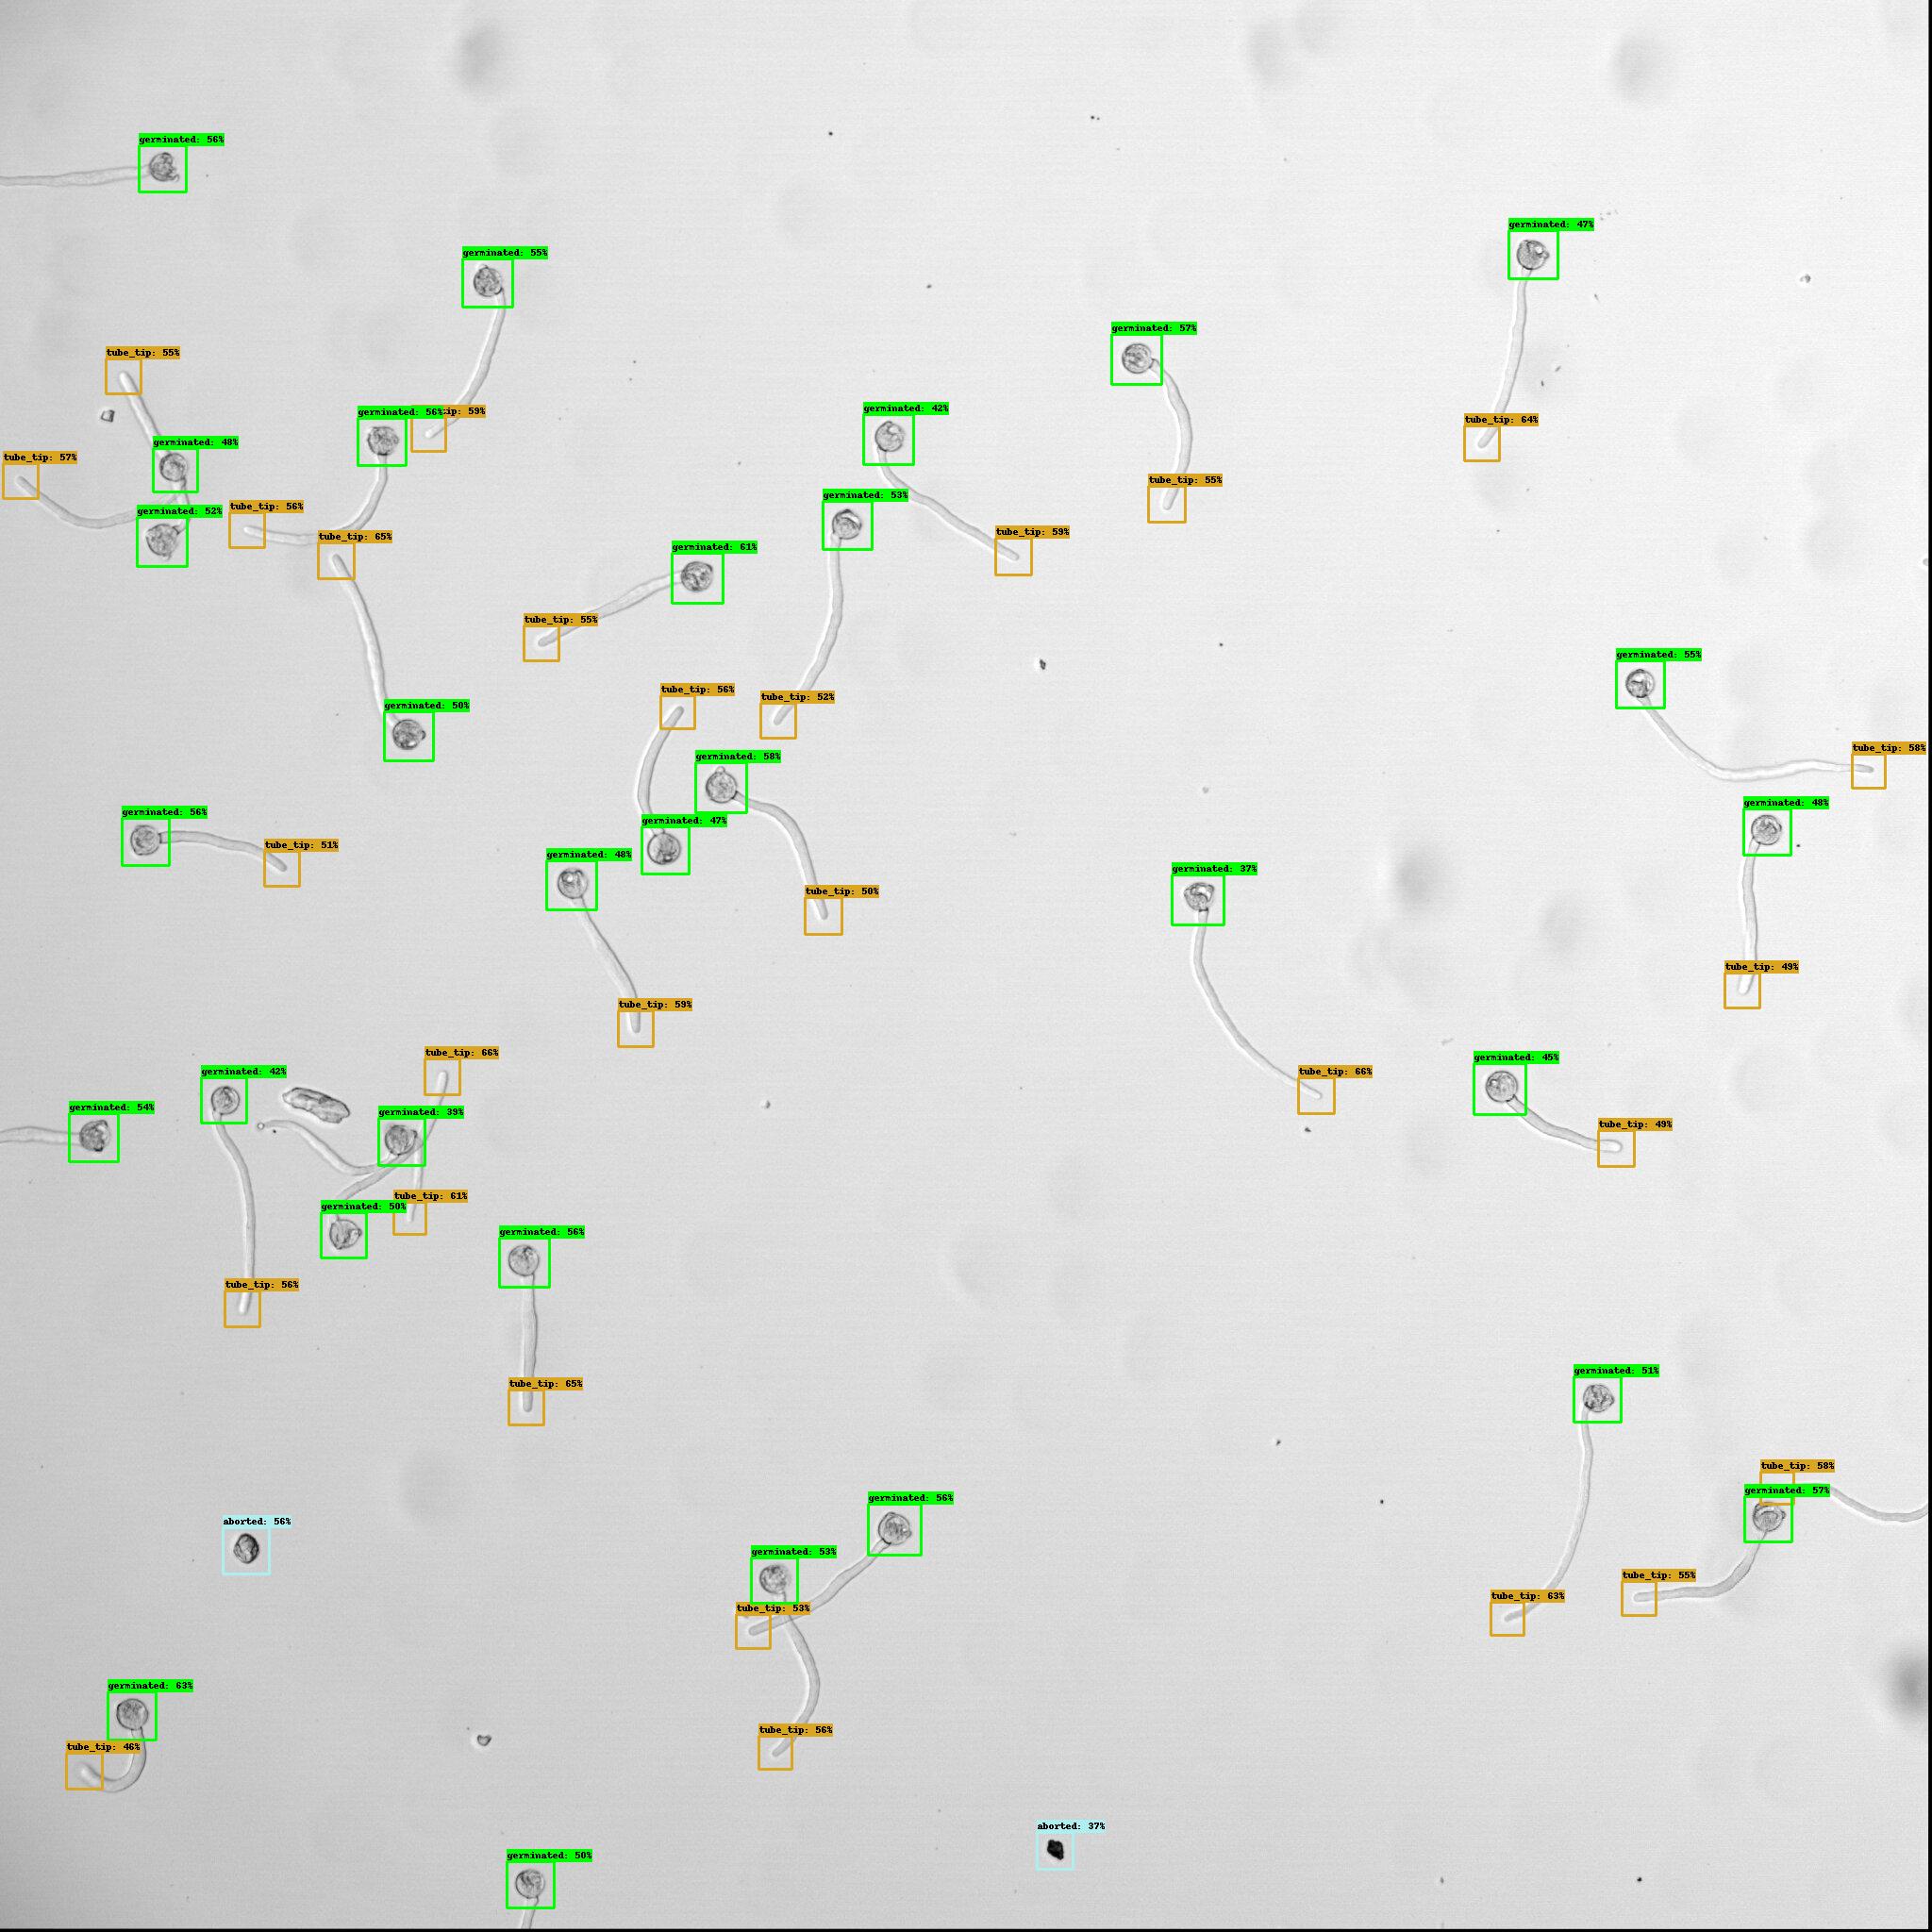 germinated: 56%
germinated: 47%
germinated: 55%
germinated: 57%
tube_tip: 55%
germinated: 42%
germinated: 56%
tip: 59%
tube_tip: 64%
germinated: 48%
tube_tip: 57%
tube_tip: 55%
germinated: 53%
tube_tip: 56%
germinated: 52%
tube_tip: 59%
tube_tip: 65%
germinated: 61%
tube_tip: 55%
germinated: 55%
tube_tip: 56%
tube_tip: 52%
germinated: 50%
tube_tip: 58%
germinated: 58%
germinated: 48%
germinated: 56%
germinated: 47%
tube_tip: 51%
germinated: 48%
germinated: 37%
tube_tip: 50%
tube_tip: 49%
tube_tip: 59%
tube_tip: 66%
germinated: 45%
germinated: 42%
tube_tip: 66%
germinated: 54%
germinated: 39%
tube_tip: 49%
tube_tip: 61%
germinated: 50%
germinated: 56%
tube_tip: 56%
germinated: 51%
tube_tip: 65%
tube_tip: 58%
germinated: 57%
germinated: 56%
aborted: 56%
germinated: 53%
tube_tip: 55%
tube_tip: 63%
tube_tip: 53%
germinated: 63%
tube_tip: 56%
tube_tip: 46%
aborted: 37%
germinated: 50%